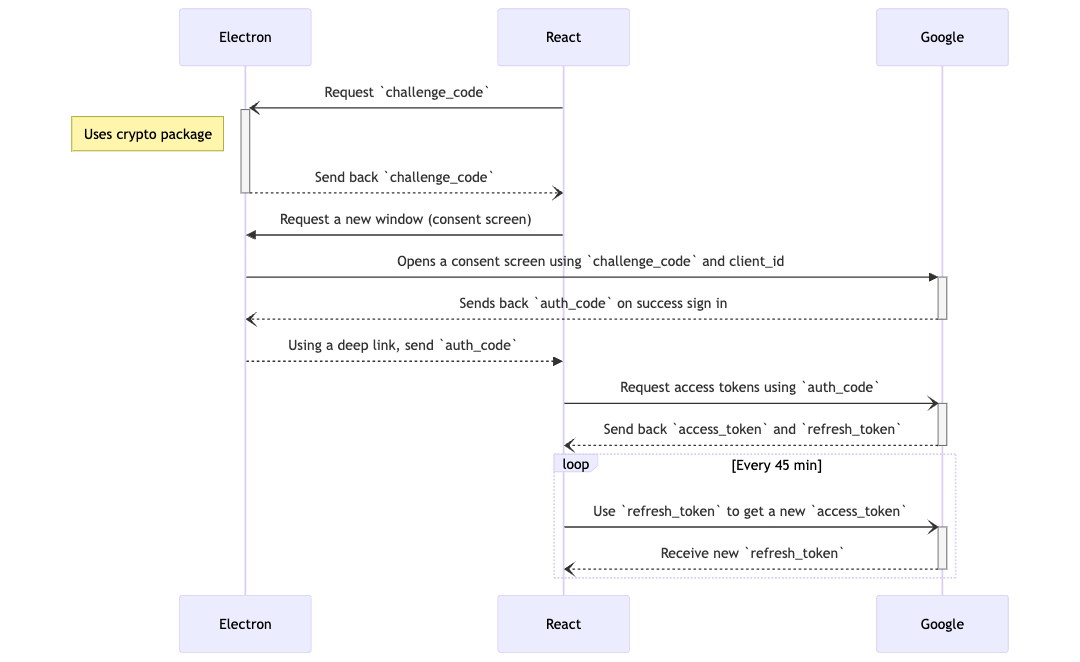 Electron
React
Google
Request `challenge_code`
Uses crypto package
Send back `challenge_code`
Request a new window (consent screen)
Opens a consent screen using `challenge_code` and client_id
Sends back `auth_code` on success sign in
Using a deep link, send `auth_code`
Request access tokens using `auth_code`
Send back `access_token` and `refresh_token`
loop
[Every 45 min]
Use `refresh_token` to get a new `access_token`
Receive new `refresh_token`
Electron
React
Google